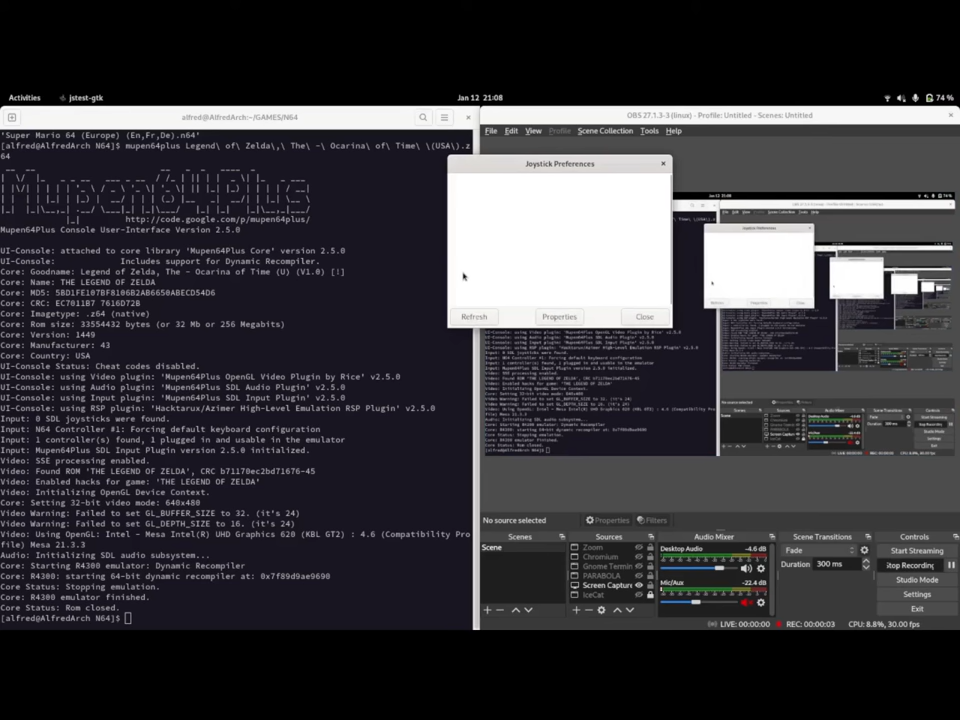 Activities
jstest-gtk
Jan 12 21:08
74 %
alfred@AlfredArch:~/GAMES/N64
'Super Mario 64 (Europe) (En,Fr,De).n64'
[alfred@AlfredArch N64]$ mupen64plus Legend\ of\ Zelda\,\ The\ -\ Ocarina\ of\ Time\ \(USA\).z
64
http://code.google.com/p/mupen64plus/
Mupen64Plus Console User-Interface Version 2.5.0
UI-Console: attached to core library 'Mupen64Plus Core' version 2.5.0
UI-Console: Includes support for Dynamic Recompiler.
Core: Goodname: Legend of Zelda, The - Ocarina of Time (U) (V1.0) [!]
Core: Name: THE LEGEND OF ZELDA
Core: MD5: 5BD1FE107BF8106B2AB6650ABECD54D6
Core: CRC: EC7011B7 7616D72B
Core: Imagetype: .z64 (native)
Core: Rom size: 33554432 bytes (or 32 Mb or 256 Megabits)
Core: Version: 1449
Core: Manufacturer: 43
Core: Country: USA
UI-Console Status: Cheat codes disabled.
UI-Console: using Video plugin: 'Mupen64Plus OpenGL Video Plugin by Rice' v2.5.0
UI-Console: using Audio plugin: 'Mupen64Plus SDL Audio Plugin' v2.5.0
UI-Console: using Input plugin: 'Mupen64Plus SDL Input Plugin' v2.5.0
UI-Console: using RSP plugin: 'Hacktarux/Azimer High-Level Emulation RSP Plugin' v2.5.0
Input: 0 SDL joysticks were found.
Input: N64 Controller #1: Forcing default keyboard configuration
Input: 1 controller(s) found, 1 plugged in and usable in the emulator
Input: Mupen64Plus SDL Input Plugin version 2.5.0 initialized.
Video: SSE processing enabled.
Video: Found ROM 'THE LEGEND OF ZELDA', CRC b71170ec2bd71676-45
Video: Enabled hacks for game: 'THE LEGEND OF ZELDA'
Video: Initializing OpenGL Device Context.
Core: Setting 32-bit video mode: 640x480
Video Warning: Failed to set GL_BUFFER_SIZE to 32. (it's 24)
Video Warning: Failed to set GL_DEPTH_SIZE to 16. (it's 24)
Video: Using OpenGL: Intel - Mesa Intel(R) UHD Graphics 620 (KBL GT2) : 4.6 (Compatibility Pro
file) Mesa 21.3.3
Audio: Initializing SDL audio subsystem...
Core: Starting R4300 emulator: Dynamic Recompiler
Core: R4300: starting 64-bit dynamic recompiler at: 0x7f89d9ae9690
Core Status: Stopping emulation.
Core: R4300 emulator finished.
Core Status: Rom closed.
[alfred@AlfredArch N64]$
Joystick Preferences
Refresh
Properties
Close
OBS 27.1.3-3 (linux) - Profile: Untitled - Scenes: Untitled
File Edit View Profile Scene Collection Tools Help
No source selected
Properties
Filters
Scenes
Sources
Audio Mixer
Scene Transitions
Controls
Scene
Zoom
Chromium
Gnome Termin
PARABOLA
Screen Capture
IceCat
Desktop Audio
-4.6 dB
Mic/Aux
-22.4 dB
Fade
Duration 300 ms
Start Streaming
Stop Recording
Studio Mode
Settings
Exit
LIVE: 00:00:00
REC: 00:00:03
CPU: 8.8%, 30.00 fps